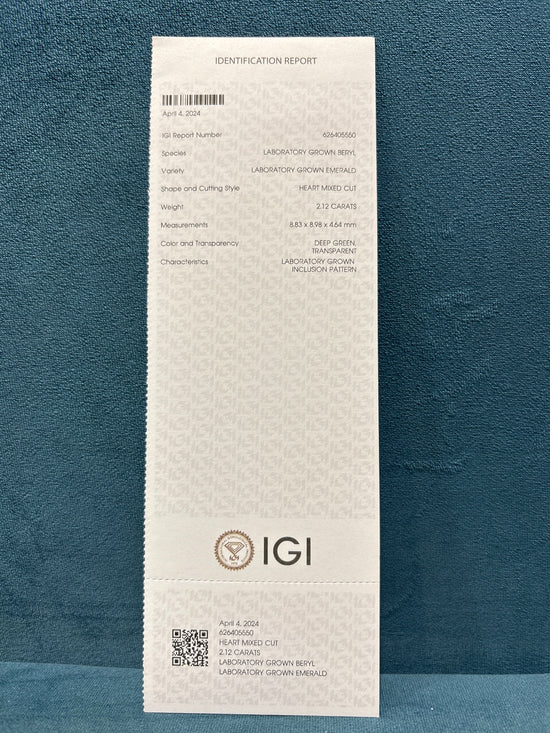 IDENTIFICATION REPORT
April 4, 2024
IGI Report Number 626405550
Species LABORATORY GROWN BERYL
Variety LABORATORY GROWN EMERALD
Shape and Cutting Style HEART MIXED CUT
Weight 2.12 CARATS
Measurements 8.83 x 8.98 x 4.64 mm
Color and Transparency DEEP GREEN,
TRANSPARENT
Characteristics LABORATORY GROWN
INCLUSION PATTERN
IGI
April 4, 2024
626405550
HEART MIXED CUT
2.12 CARATS
LABORATORY GROWN BERYL
LABORATORY GROWN EMERALD